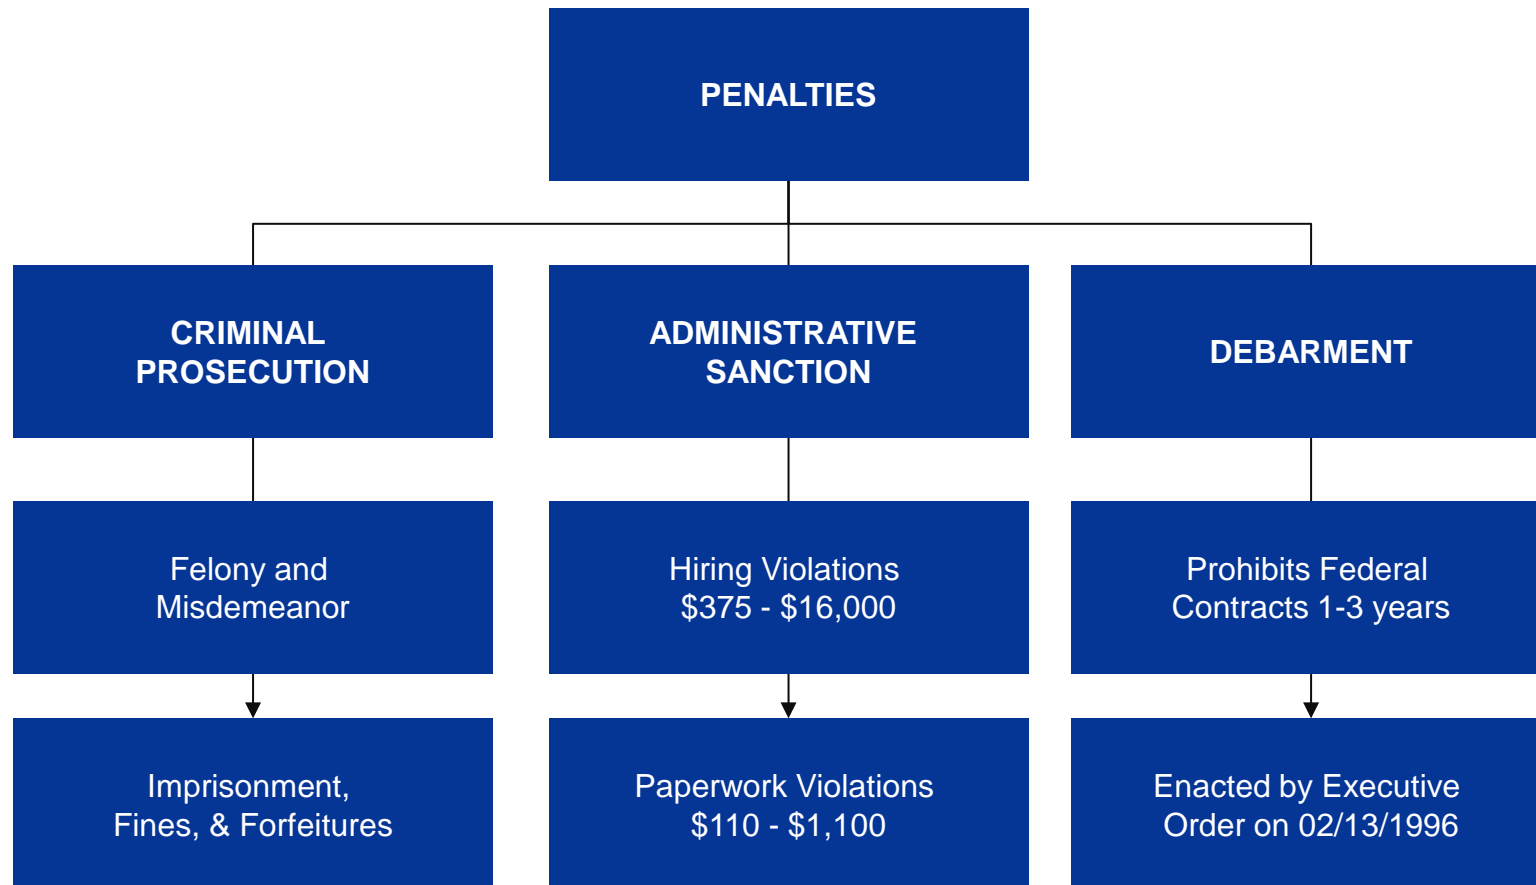 PENALTIES
CRIMINAL
PROSECUTION
ADMINISTRATIVE
SANCTION
DEBARMENT
Felony and
Misdemeanor
Hiring Violations
$375 - $16,000
Prohibits Federal
Contracts 1-3 years
Imprisonment,
Fines, & Forfeitures
Paperwork Violations
$110 - $1,100
Enacted by Executive
Order on 02/13/1996